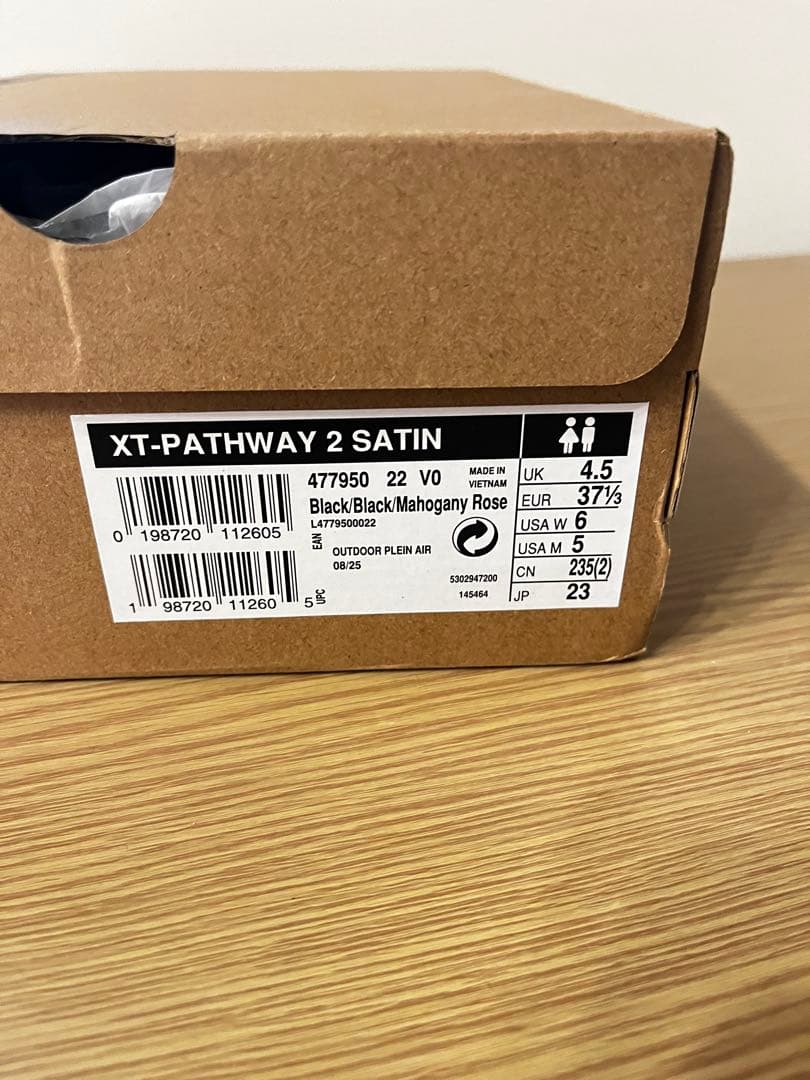 XT-PATHWAY 2 SATIN
477950 22 V0
MADE IN
VIETNAM
Black/Black/Mahogany Rose
L4779500022
0 198720 112605
EAN
OUTDOOR PLEIN AIR
08/25
5302947200
145464
1 98720 11260 5
UPC
UK 4.5
EUR 37⅓
USA W 6
USA M 5
CN 235(2)
JP 23